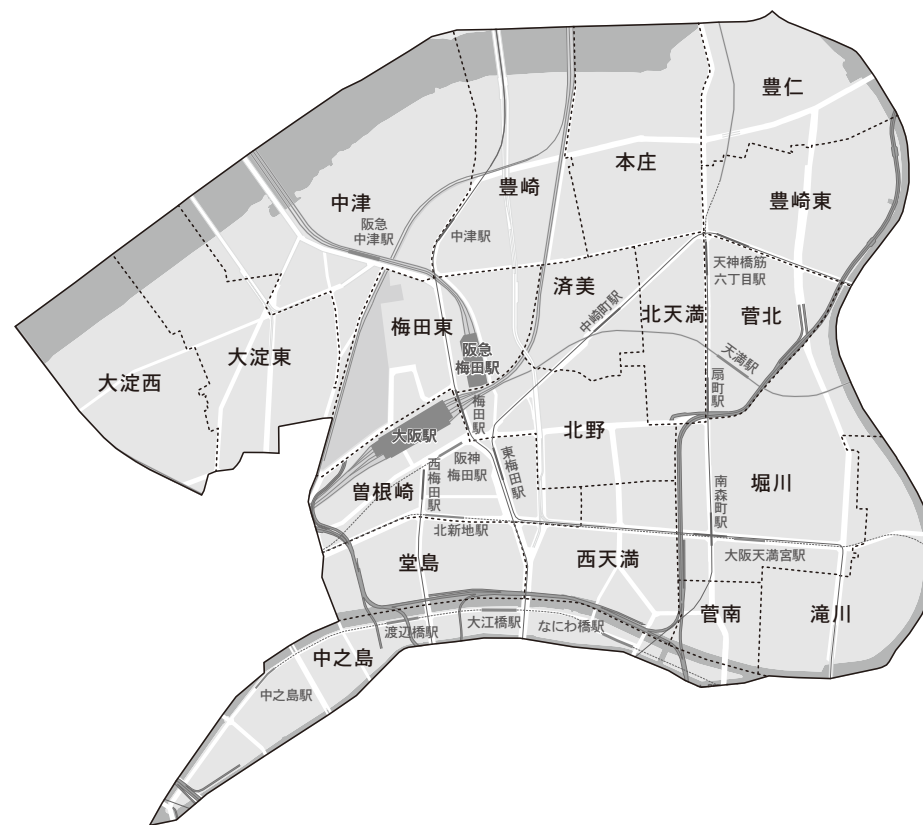 豊仁
本庄
豊崎
豊崎東
中津
阪急
中津駅
中津駅
天神橋筋
六丁目駅
済美
中崎町駅
北天満
菅北
梅田東
阪急
梅田駅
天満駅
大淀東
大淀西
扇町駅
梅田駅
大阪駅
北野
東梅田駅
阪神
梅田駅
西梅田駅
曽根崎
堀川
南森町駅
北新地駅
大阪天満宮駅
堂島
西天満
菅南
滝川
大江橋駅
なにわ橋駅
渡辺橋駅
中之島
中之島駅